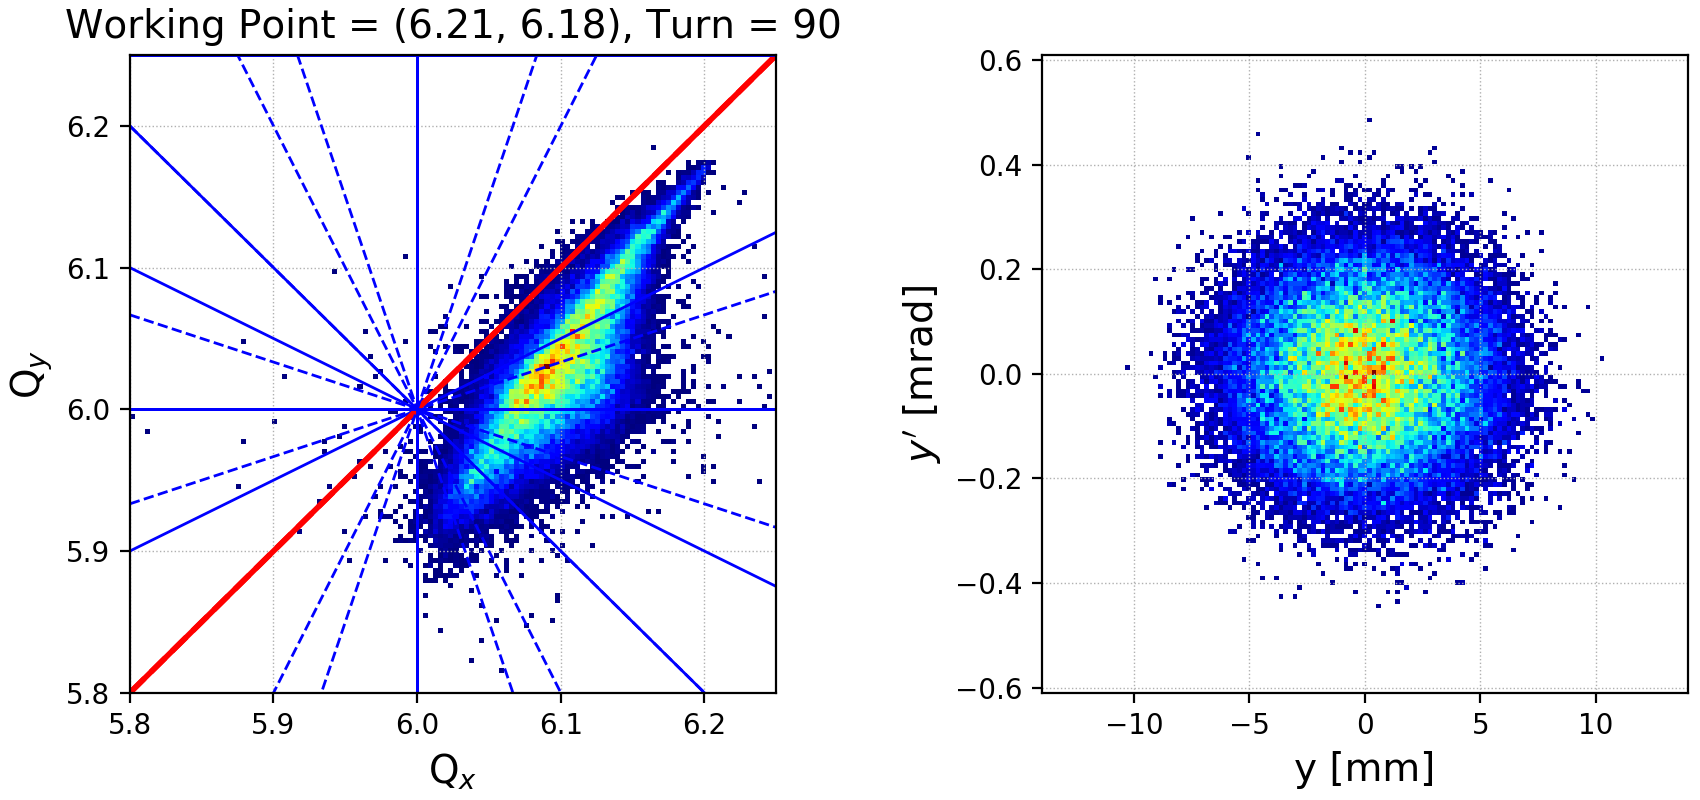 Working Point = (6.21, 6.18), Turn = 90
6.2
6.1
6.0
5.9
5.8
Q_y
5.8 5.9 6.0 6.1 6.2
Q_x
0.6
0.4
0.2
0.0
−0.2
−0.4
−0.6
y′ [mrad]
−10 −5 0 5 10
y [mm]